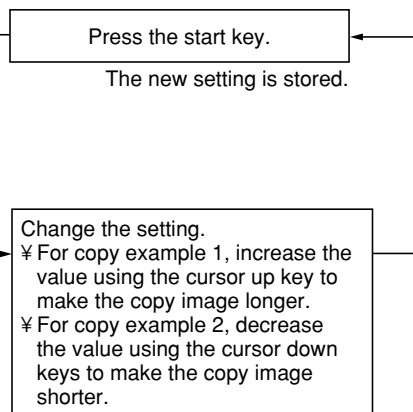 Press the start key.
The new setting is stored.
Change the setting.
¥ For copy example 1, increase the
value using the cursor up key to
make the copy image longer.
¥ For copy example 2, decrease
the value using the cursor down
keys to make the copy image
shorter.